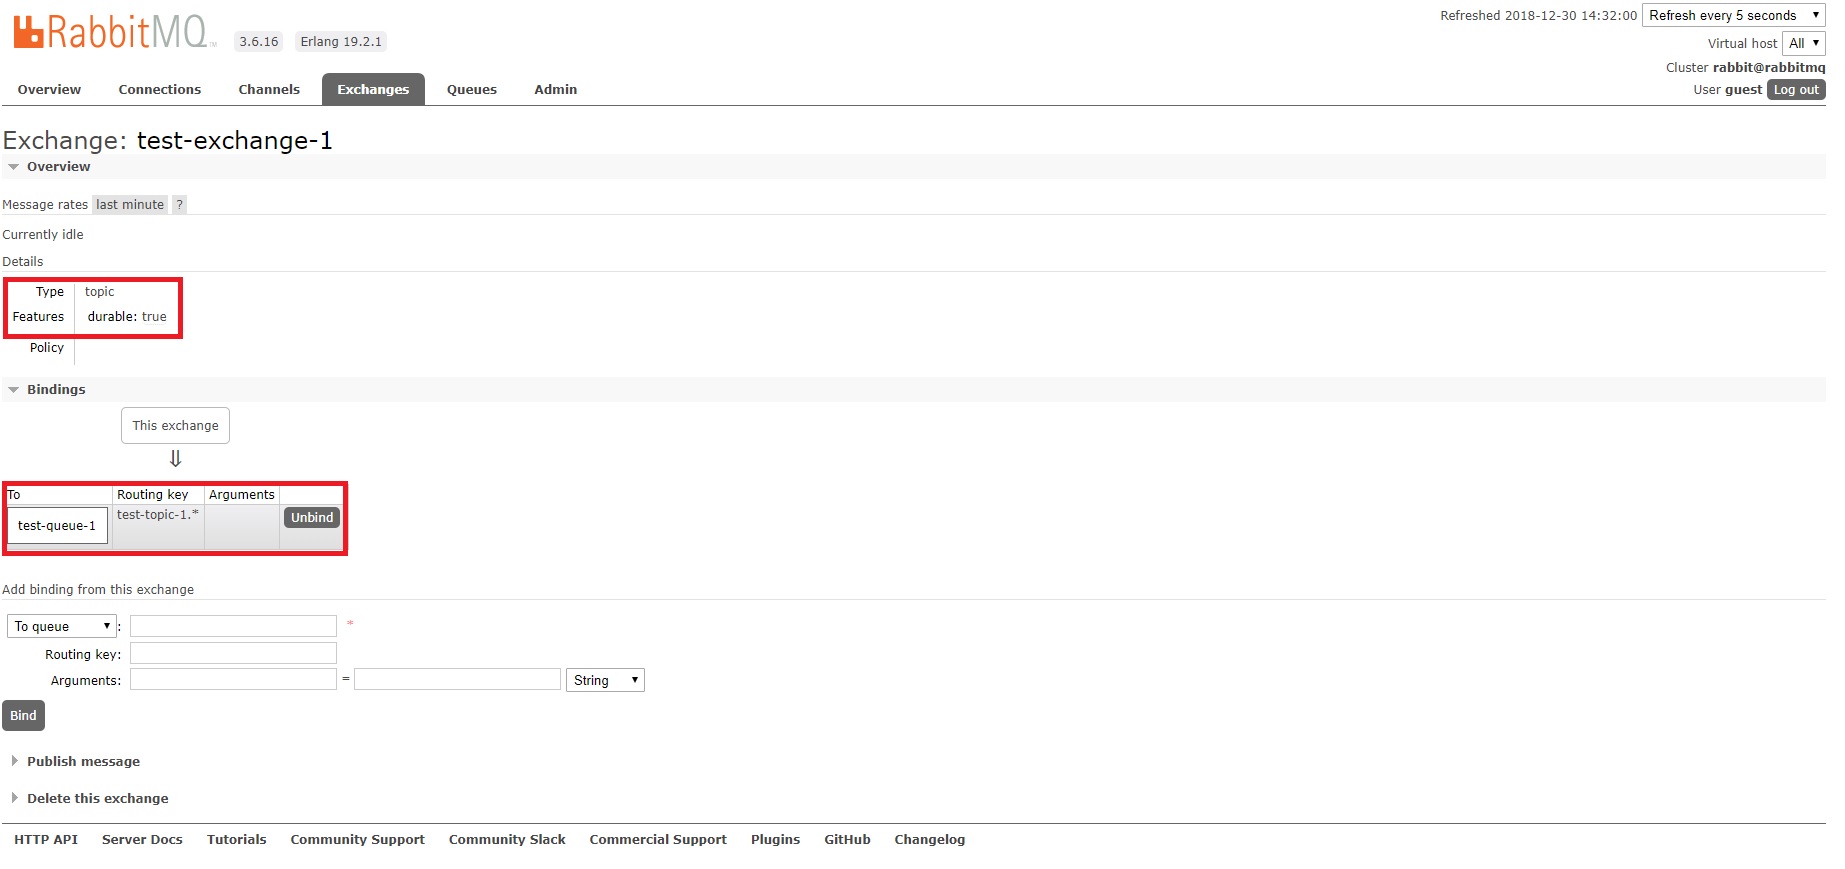 RabbitMQ TM 3.6.16 Erlang 19.2.1
Refreshed 2018-12-30 14:32:00 Refresh every 5 seconds
Virtual host All
Cluster rabbit@rabbitmq
User guest Log out
Overview Connections Channels Exchanges Queues Admin
Exchange: test-exchange-1
Overview
Message rates last minute ?
Currently idle
Details
Type topic
Features durable: true
Policy
Bindings
This exchange
⇓
To Routing key Arguments
test-queue-1 test-topic-1.* Unbind
Add binding from this exchange
To queue : *
Routing key:
Arguments: = String
Bind
Publish message
Delete this exchange
HTTP API Server Docs Tutorials Community Support Community Slack Commercial Support Plugins GitHub Changelog